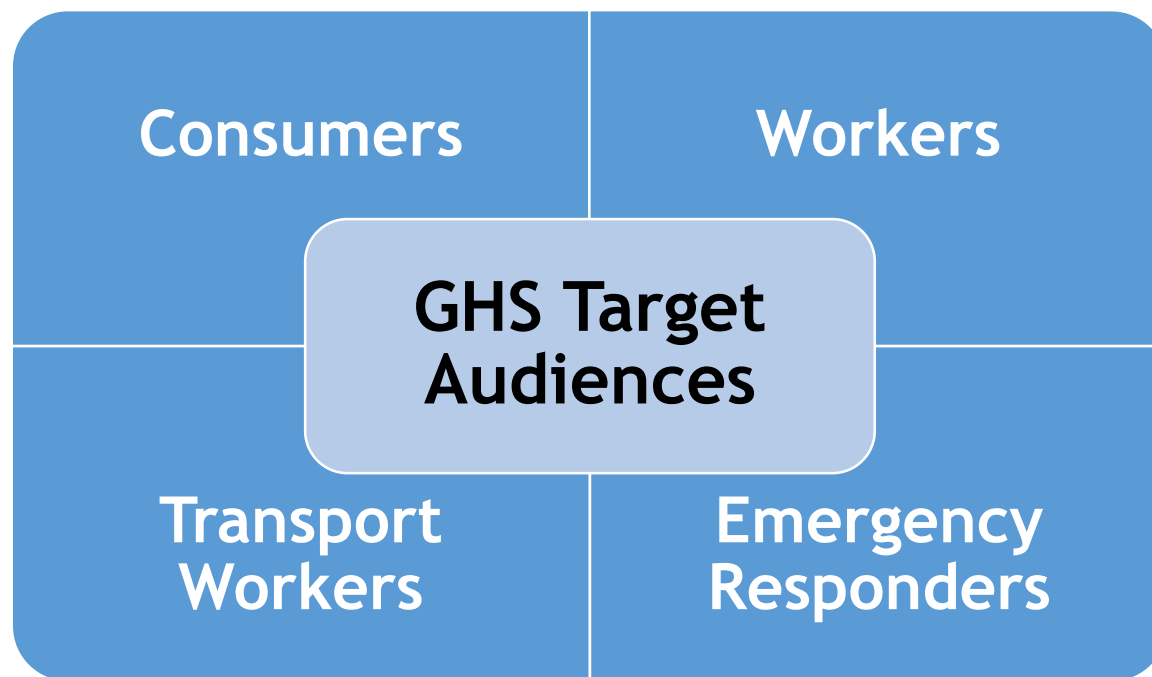 Consumers
Workers
GHS Target
Audiences
Transport
Workers
Emergency
Responders